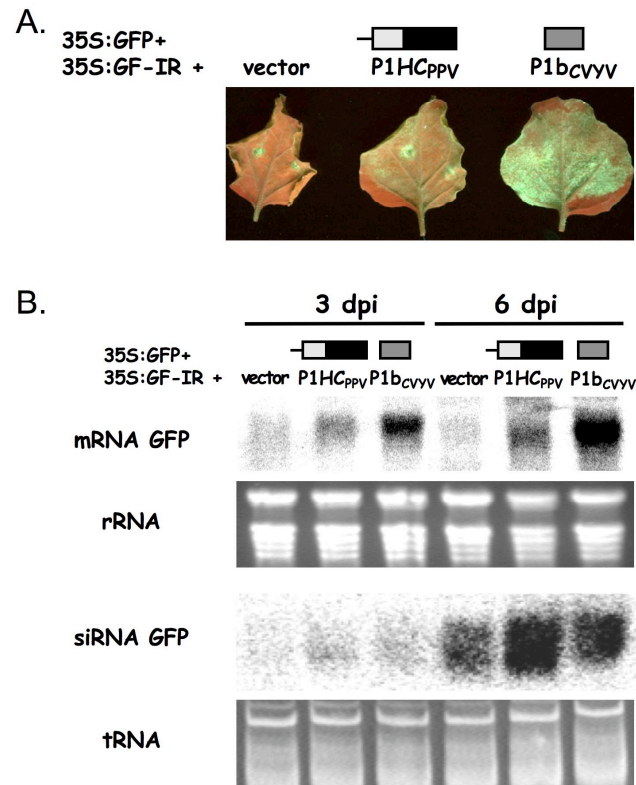 A.
35S:GFP+
35S:GF-IR + vector P1HCPPV P1bCVYV
B.
3 dpi 6 dpi
35S:GFP+
35S:GF-IR + vector P1HCPPV P1bCVYV vector P1HCPPV P1bCVYV
mRNA GFP
rRNA
siRNA GFP
tRNA